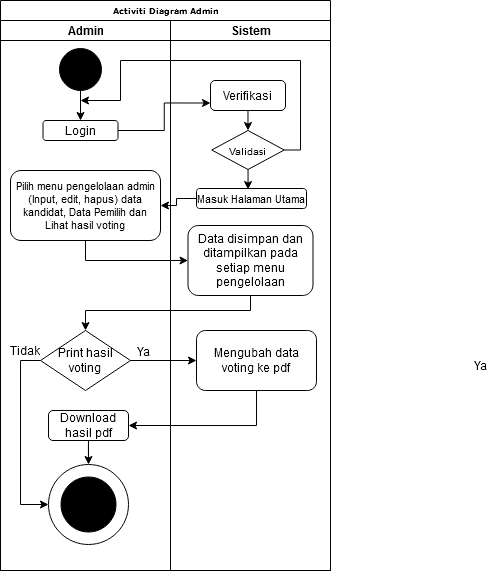 Activiti Diagram Admin
Admin
Sistem
Verifikasi
Login
Validasi
Pilih menu pengelolaan admin
(Input, edit, hapus) data
kandidat, Data Pemilih dan
Lihat hasil voting
Masuk Halaman Utama
Data disimpan dan
ditampilkan pada
setiap menu
pengelolaan
Tidak
Print hasil
voting
Ya
Mengubah data
voting ke pdf
Ya
Download
hasil pdf